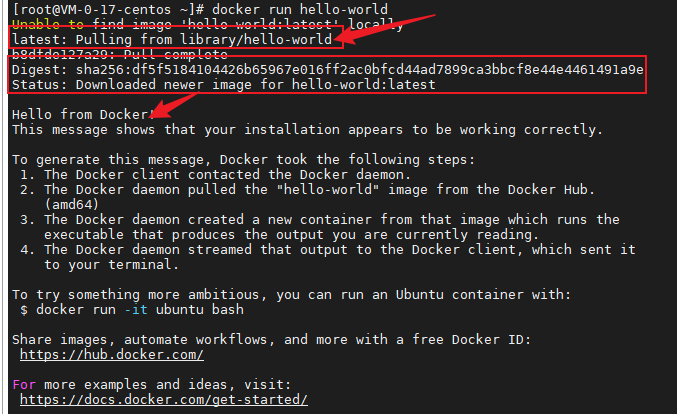 [root@VM-0-17-centos ~]# docker run hello-world
Unable to find image 'hello-world:latest' locally
latest: Pulling from library/hello-world
b8dfde127a29: Pull complete
Digest: sha256:df5f5184104426b65967e016ff2ac0bfcd44ad7899ca3bbcf8e44e4461491a9e
Status: Downloaded newer image for hello-world:latest
Hello from Docker!
This message shows that your installation appears to be working correctly.
To generate this message, Docker took the following steps:
1. The Docker client contacted the Docker daemon.
2. The Docker daemon pulled the "hello-world" image from the Docker Hub.
(amd64)
3. The Docker daemon created a new container from that image which runs the
executable that produces the output you are currently reading.
4. The Docker daemon streamed that output to the Docker client, which sent it
to your terminal.
To try something more ambitious, you can run an Ubuntu container with:
$ docker run -it ubuntu bash
Share images, automate workflows, and more with a free Docker ID:
https://hub.docker.com/
For more examples and ideas, visit:
https://docs.docker.com/get-started/